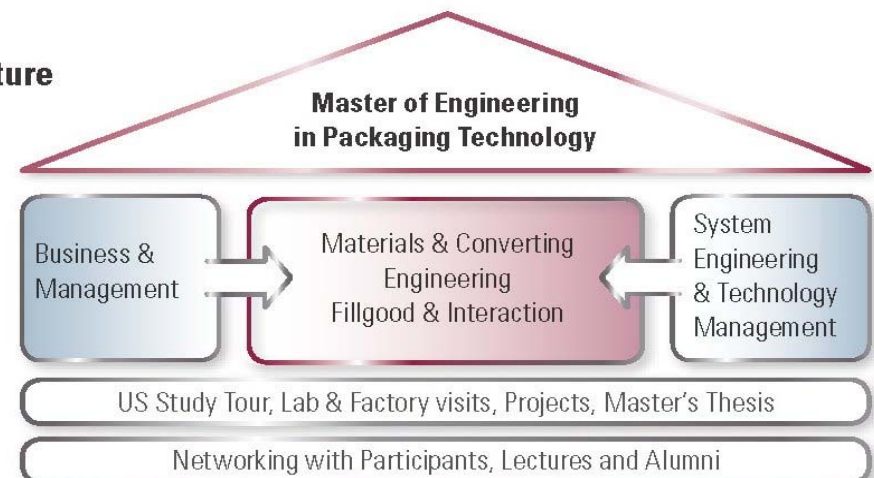 ture
Master of Engineering
in Packaging Technology
Business &
Management
Materials & Converting
Engineering
Fillgood & Interaction
System
Engineering
& Technology
Management
US Study Tour, Lab & Factory visits, Projects, Master's Thesis
Networking with Participants, Lectures and Alumni